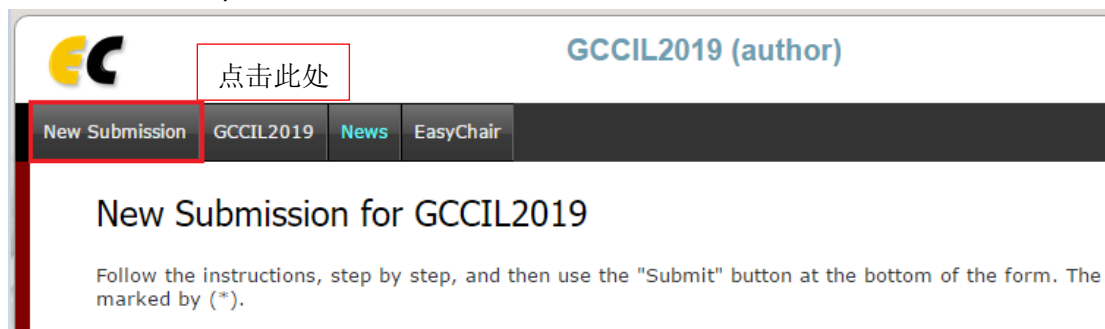 EC
GCCIL2019 (author)
点击此处
New Submission GCCIL2019 News EasyChair
New Submission for GCCIL2019
Follow the instructions, step by step, and then use the "Submit" button at the bottom of the form. The
marked by (*).